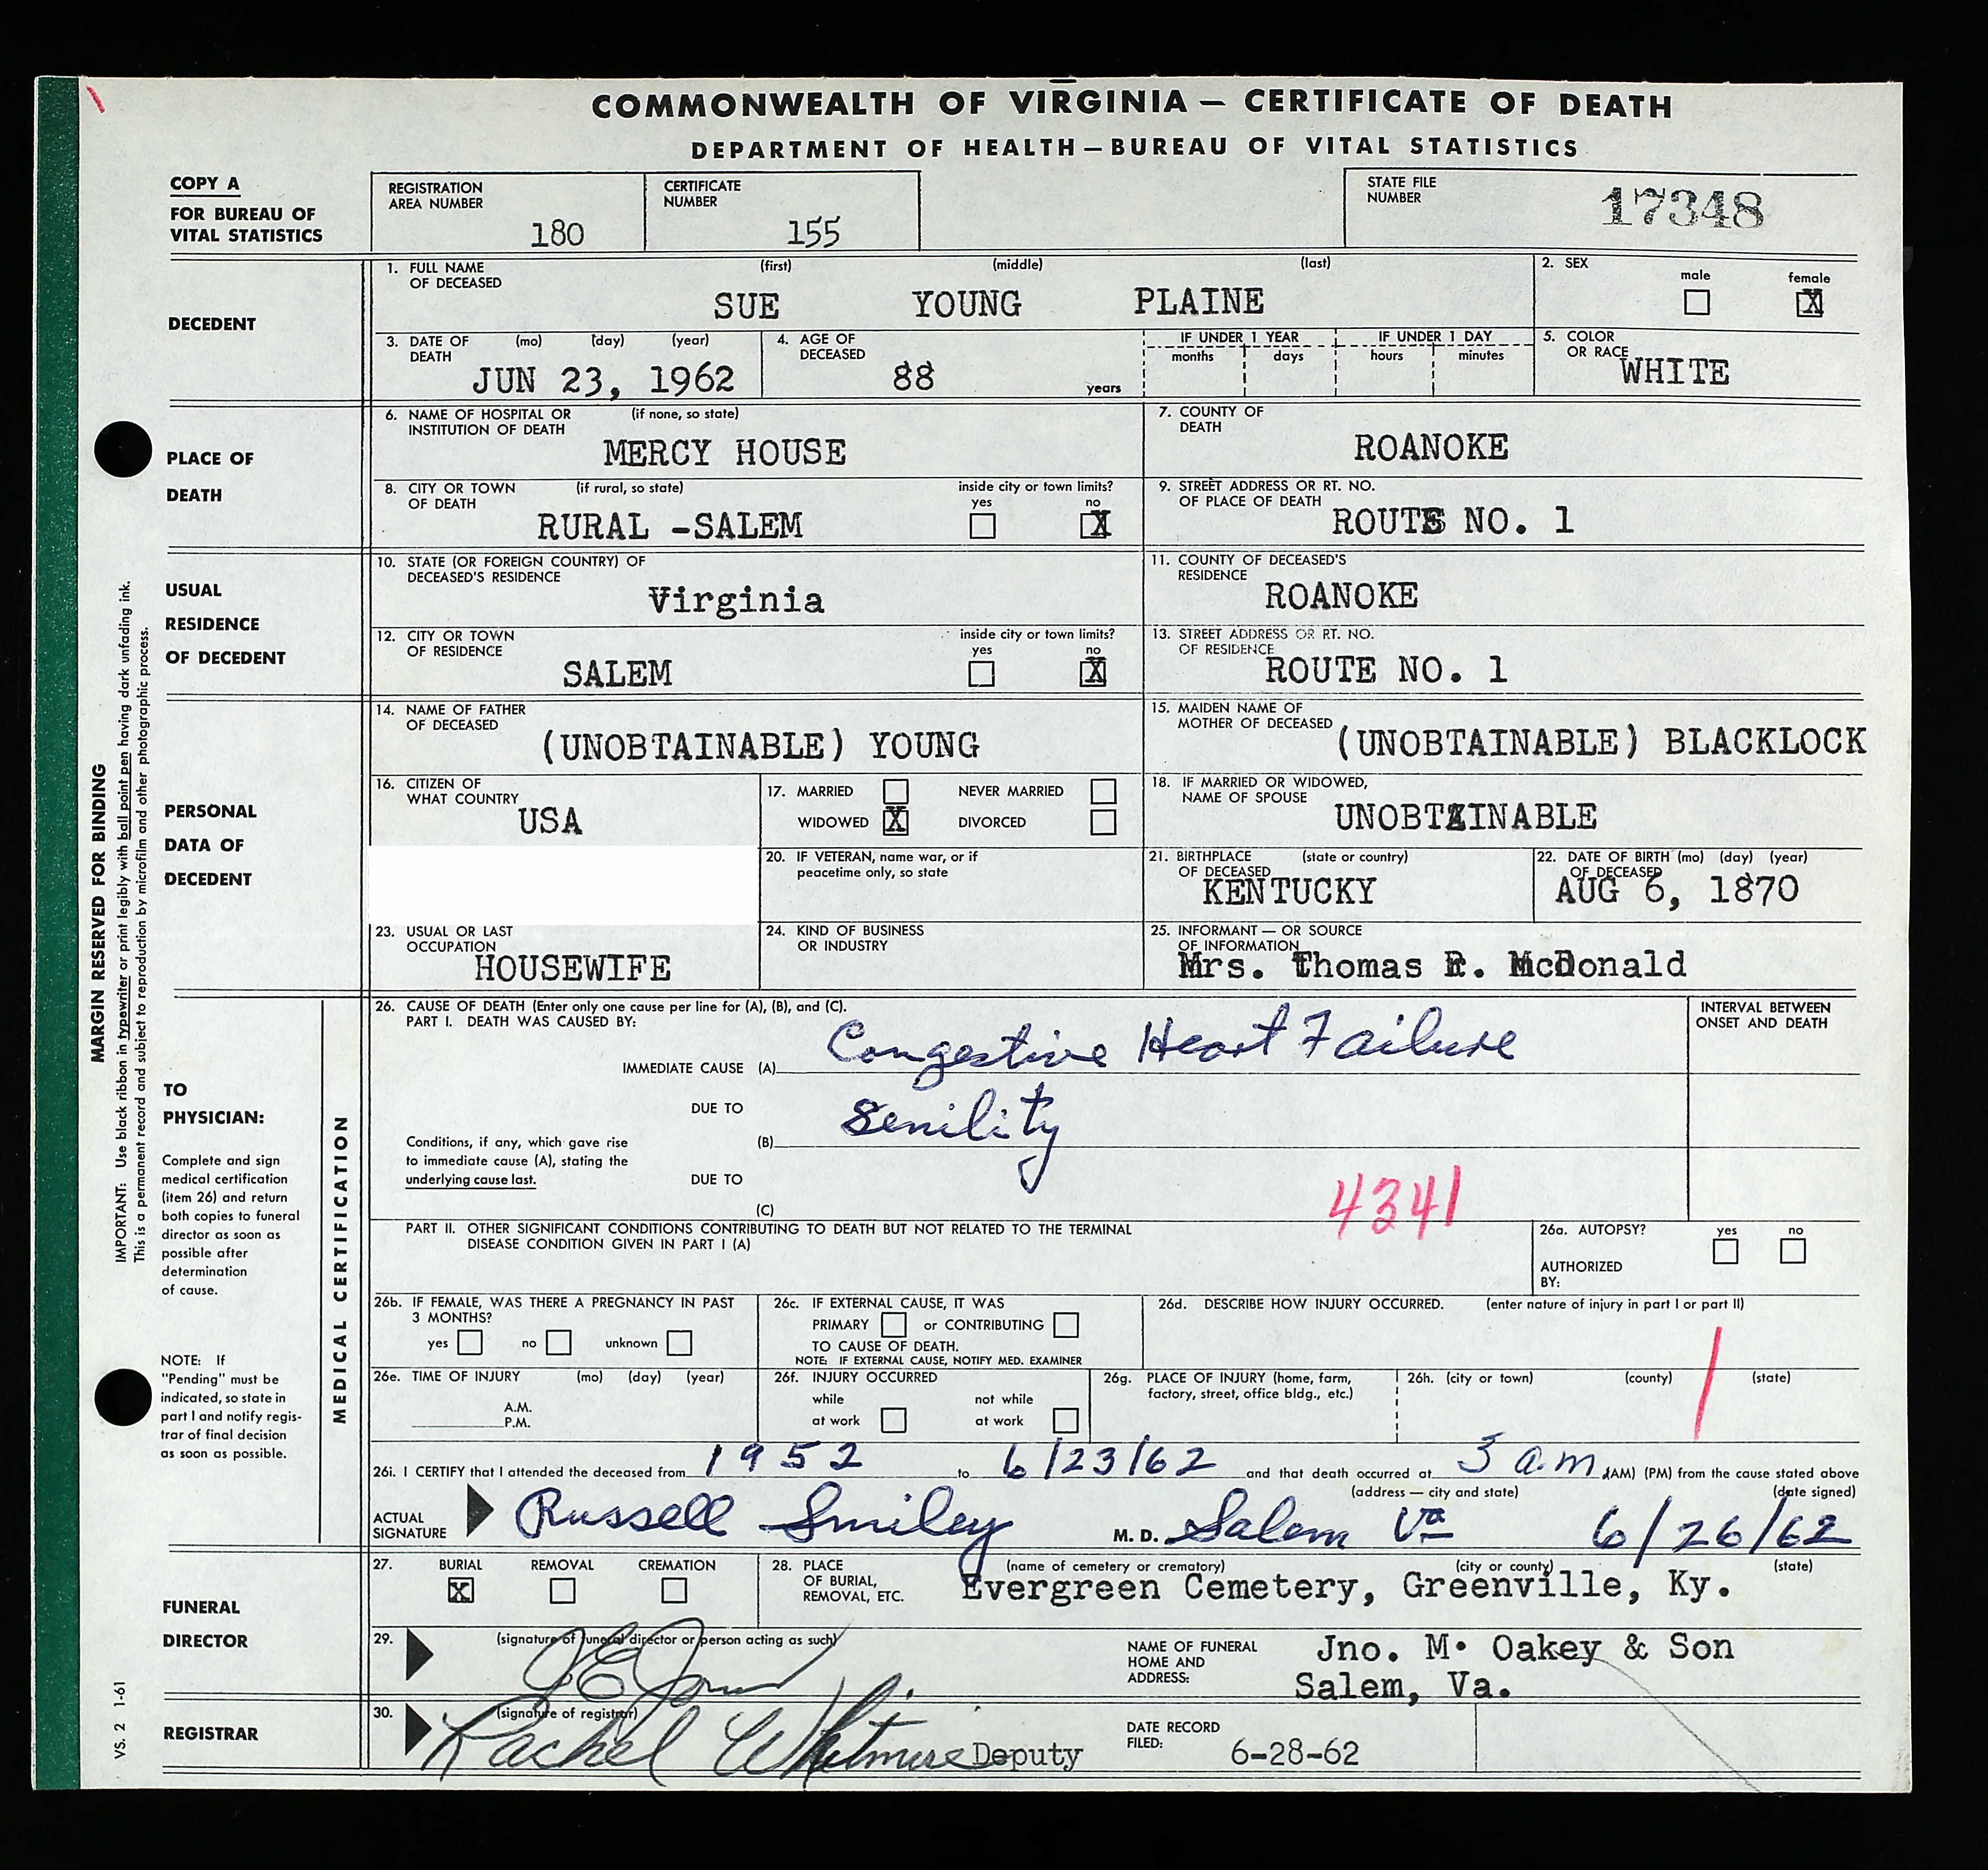 COMMONWEALTH OF VIRGINIA — CERTIFICATE OF DEATH
DEPARTMENT OF HEALTH — BUREAU OF VITAL STATISTICS
COPY A
FOR BUREAU OF
VITAL STATISTICS
REGISTRATION
AREA NUMBER
180
CERTIFICATE
NUMBER
155
STATE FILE
NUMBER
17348
DECEDENT
1. FULL NAME
OF DECEASED
(first) (middle) (last)
SUE YOUNG PLAINE
2. SEX
male female
X
3. DATE OF
DEATH
(mo) (day) (year)
JUN 23, 1962
4. AGE OF
DECEASED
88
years
IF UNDER 1 YEAR
months days
IF UNDER 1 DAY
hours minutes
5. COLOR
OR RACE
WHITE
PLACE OF
DEATH
6. NAME OF HOSPITAL OR
INSTITUTION OF DEATH
(if none, so state)
MERCY HOUSE
7. COUNTY OF
DEATH
ROANOKE
8. CITY OR TOWN
OF DEATH
(if rural, so state)
RURAL -SALEM
inside city or town limits?
yes no
X
9. STREET ADDRESS OR RT. NO.
OF PLACE OF DEATH
ROUTE NO. 1
USUAL
RESIDENCE
OF DECEDENT
10. STATE (OR FOREIGN COUNTRY) OF
DECEASED'S RESIDENCE
Virginia
11. COUNTY OF DECEASED'S
RESIDENCE
ROANOKE
12. CITY OR TOWN
OF RESIDENCE
SALEM
inside city or town limits?
yes no
X
13. STREET ADDRESS OR RT. NO.
OF RESIDENCE
ROUTE NO. 1
PERSONAL
DATA OF
DECEDENT
14. NAME OF FATHER
OF DECEASED
(UNOBTAINABLE) YOUNG
15. MAIDEN NAME OF
MOTHER OF DECEASED
(UNOBTAINABLE) BLACKLOCK
16. CITIZEN OF
WHAT COUNTRY
USA
17. MARRIED NEVER MARRIED
WIDOWED X DIVORCED
18. IF MARRIED OR WIDOWED,
NAME OF SPOUSE
UNOBTAINABLE
20. IF VETERAN, name war, or if
peacetime only, so state
21. BIRTHPLACE
OF DECEASED
(state or country)
KENTUCKY
22. DATE OF BIRTH (mo) (day) (year)
OF DECEASED
AUG 6, 1870
23. USUAL OR LAST
OCCUPATION
HOUSEWIFE
24. KIND OF BUSINESS
OR INDUSTRY
25. INFORMANT — OR SOURCE
OF INFORMATION
Mrs. Thomas R. McDonald
TO
PHYSICIAN:
Complete and sign
medical certification
(item 26) and return
both copies to funeral
director as soon as
possible after
determination
of cause.
NOTE: If
"Pending" must be
indicated, so state in
part I and notify regis-
trar of final decision
as soon as possible.
MEDICAL CERTIFICATION
26. CAUSE OF DEATH (Enter only one cause per line for (A), (B), and (C).
PART I. DEATH WAS CAUSED BY:
INTERVAL BETWEEN
ONSET AND DEATH
IMMEDIATE CAUSE (A) Congestive Heart Failure
DUE TO
(B) Senility
Conditions, if any, which gave rise
to immediate cause (A), stating the
underlying cause last.
DUE TO
(C)
4341
PART II. OTHER SIGNIFICANT CONDITIONS CONTRIBUTING TO DEATH BUT NOT RELATED TO THE TERMINAL
DISEASE CONDITION GIVEN IN PART I (A)
26a. AUTOPSY? yes no
AUTHORIZED
BY:
26b. IF FEMALE, WAS THERE A PREGNANCY IN PAST
3 MONTHS?
yes no unknown
26c. IF EXTERNAL CAUSE, IT WAS
PRIMARY or CONTRIBUTING
TO CAUSE OF DEATH.
NOTE: IF EXTERNAL CAUSE, NOTIFY MED. EXAMINER
26d. DESCRIBE HOW INJURY OCCURRED. (enter nature of injury in part I or part II)
26e. TIME OF INJURY (mo) (day) (year)
A.M.
P.M.
26f. INJURY OCCURRED
while not while
at work at work
26g. PLACE OF INJURY (home, farm,
factory, street, office bldg., etc.)
26h. (city or town) (county) (state)
26i. I CERTIFY that I attended the deceased from 1952 to 6/23/62 and that death occurred at 5 a.m. (AM) (PM) from the cause stated above
(address — city and state) (date signed)
ACTUAL
SIGNATURE
Russell Smiley M. D. Salem Va 6/26/62
FUNERAL
DIRECTOR
27. BURIAL REMOVAL CREMATION
X
28. PLACE
OF BURIAL,
REMOVAL, ETC.
(name of cemetery or crematory) (city or county) (state)
Evergreen Cemetery, Greenville, Ky.
29. (signature of funeral director or person acting as such)
NAME OF FUNERAL
HOME AND
ADDRESS:
Jno. M. Oakey & Son
Salem, Va.
REGISTRAR
30. (signature of registrar)
Rachel Whitmire Deputy
DATE RECORD
FILED:
6-28-62
MARGIN RESERVED FOR BINDING
IMPORTANT: Use black ribbon in typewriter or print legibly with ball point pen having dark unfading ink.
This is a permanent record and subject to reproduction by microfilm and other photographic process.
VS. 2 1-61